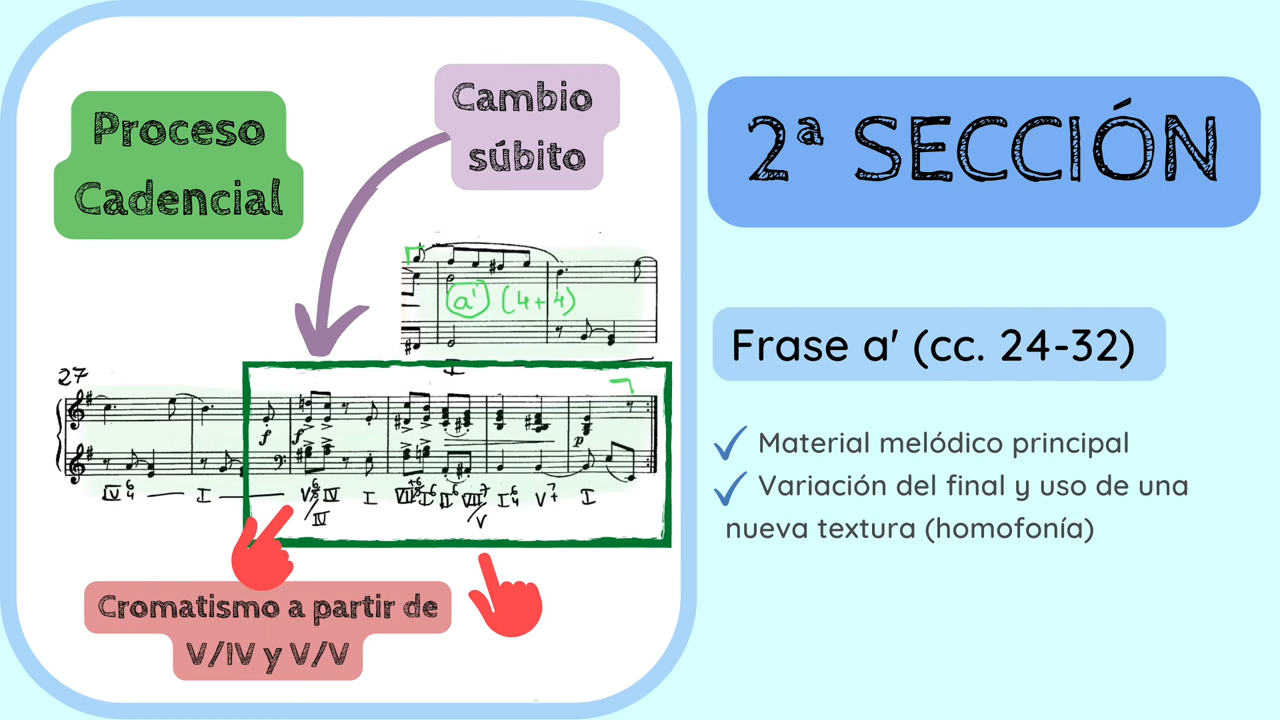 Proceso
Cadencial
Cambio
súbito
2ª SECCIÓN
a' (4+4)
Frase a' (cc. 24-32)
27
f
f
p
Material melódico principal
Variación del final y uso de una
nueva textura (homofonía)
Cromatismo a partir de
V/IV y V/V